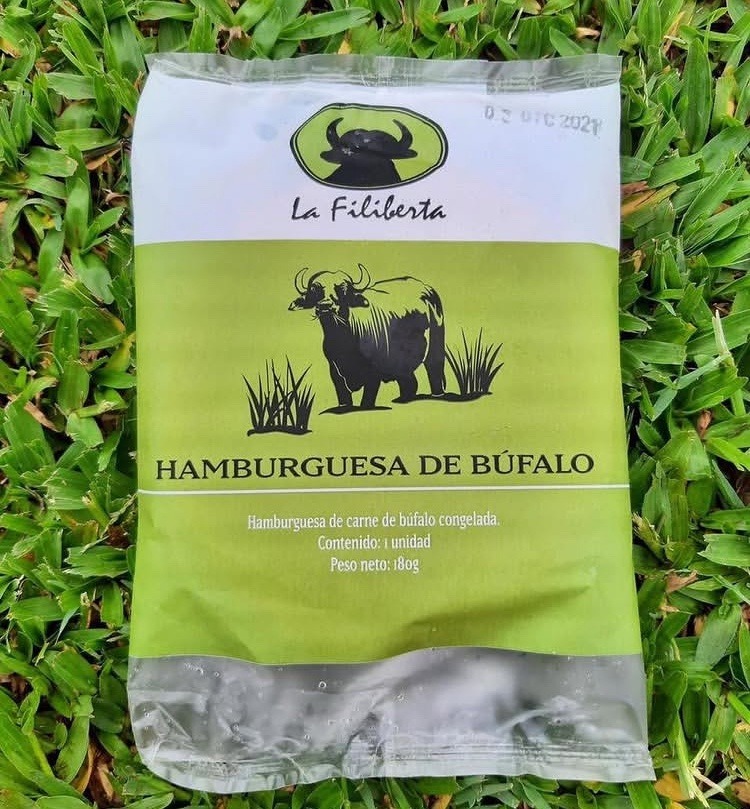 03 DIC 2021
La Filiberta
HAMBURGUESA DE BÚFALO
Hamburguesa de carne de búfalo congelada.
Contenido: 1 unidad
Peso neto: 180g